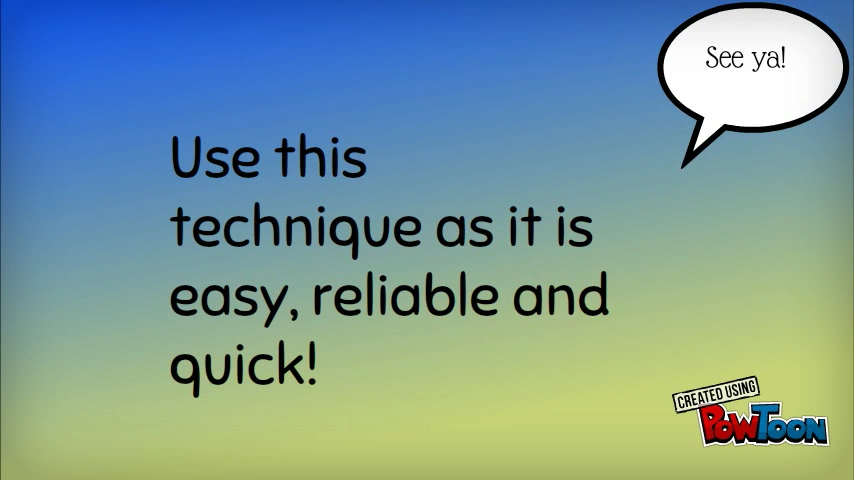 See ya!
Use this
technique as it is
easy, reliable and
quick!
CREATED USING
POWTOON